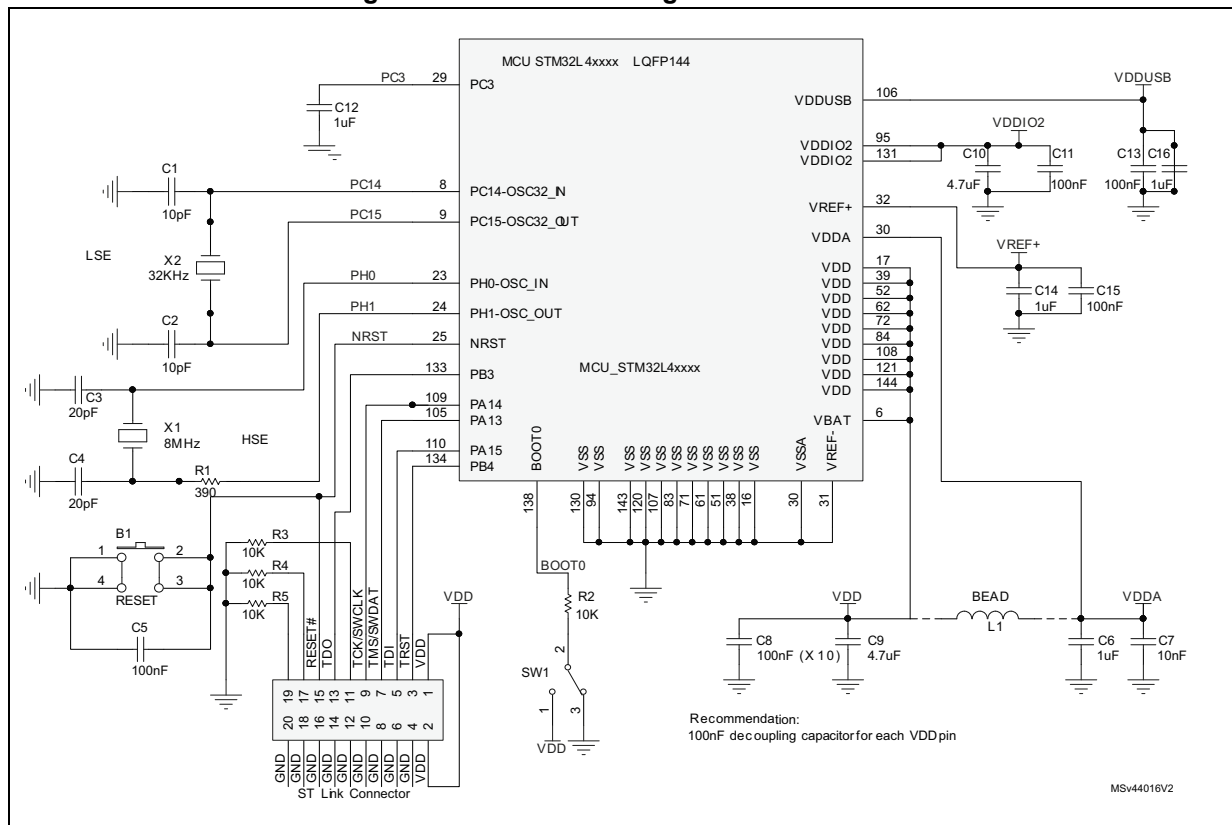 MCU STM32L4xxxx LQFP144
PC3
29
PC3
C12
1uF
C1
10pF
PC14
8
PC14-OSC32_IN
PC15
9
PC15-OSC32_OUT
LSE
X2
32KHz
PH0
23
PH0-OSC_IN
PH1
24
PH1-OSC_OUT
C2
10pF
NRST
25
NRST
MCU_STM32L4xxxx
133
PB3
109
PA14
105
PA13
110
PA15
134
PB4
C3
20pF
X1
8MHz
HSE
C4
20pF
R1
390
VDDUSB
106
VDDUSB
VDDIO2
95
VDDIO2
131
VDDIO2
C10
4.7uF
C11
100nF
C13
100nF
C16
1uF
VREF+
32
VDDA
30
VREF+
C14
1uF
C15
100nF
VDD
17
VDD
39
VDD
52
VDD
62
VDD
72
VDD
84
VDD
108
VDD
121
VDD
144
VBAT
6
BOOT0
138
VSS
130
VSS
94
VSS
143
VSS
120
VSS
107
VSS
83
VSS
71
VSS
61
VSS
51
VSS
38
VSS
16
VSSA
30
VREF-
31
B1
1
2
4
3
RESET
C5
100nF
R3
10K
R4
10K
R5
10K
RESET#
TDO
TCK/SWCLK
TMS/SWDAT
TDI
TRST
VDD
VDD
19
17
15
13
11
9
7
5
3
1
20
18
16
14
12
10
8
6
4
2
GND
GND
GND
GND
GND
GND
GND
GND
VDD
ST Link Connector
BOOT0
R2
10K
2
SW1
1
3
VDD
VDD
C8
100nF (X 10)
C9
4.7uF
BEAD
L1
VDDA
C6
1uF
C7
10nF
Recommendation:
100nF decoupling capacitor for each VDD pin
MSv44016V2